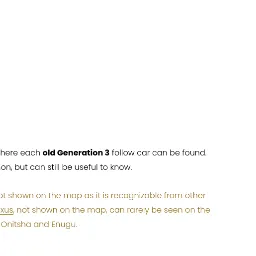 here each old Generation 3 follow car can be found.
on, but can still be useful to know.
ot shown on the map as it is recognizable from other
xus, not shown on the map, can rarely be seen on the
Onitsha and Enugu.